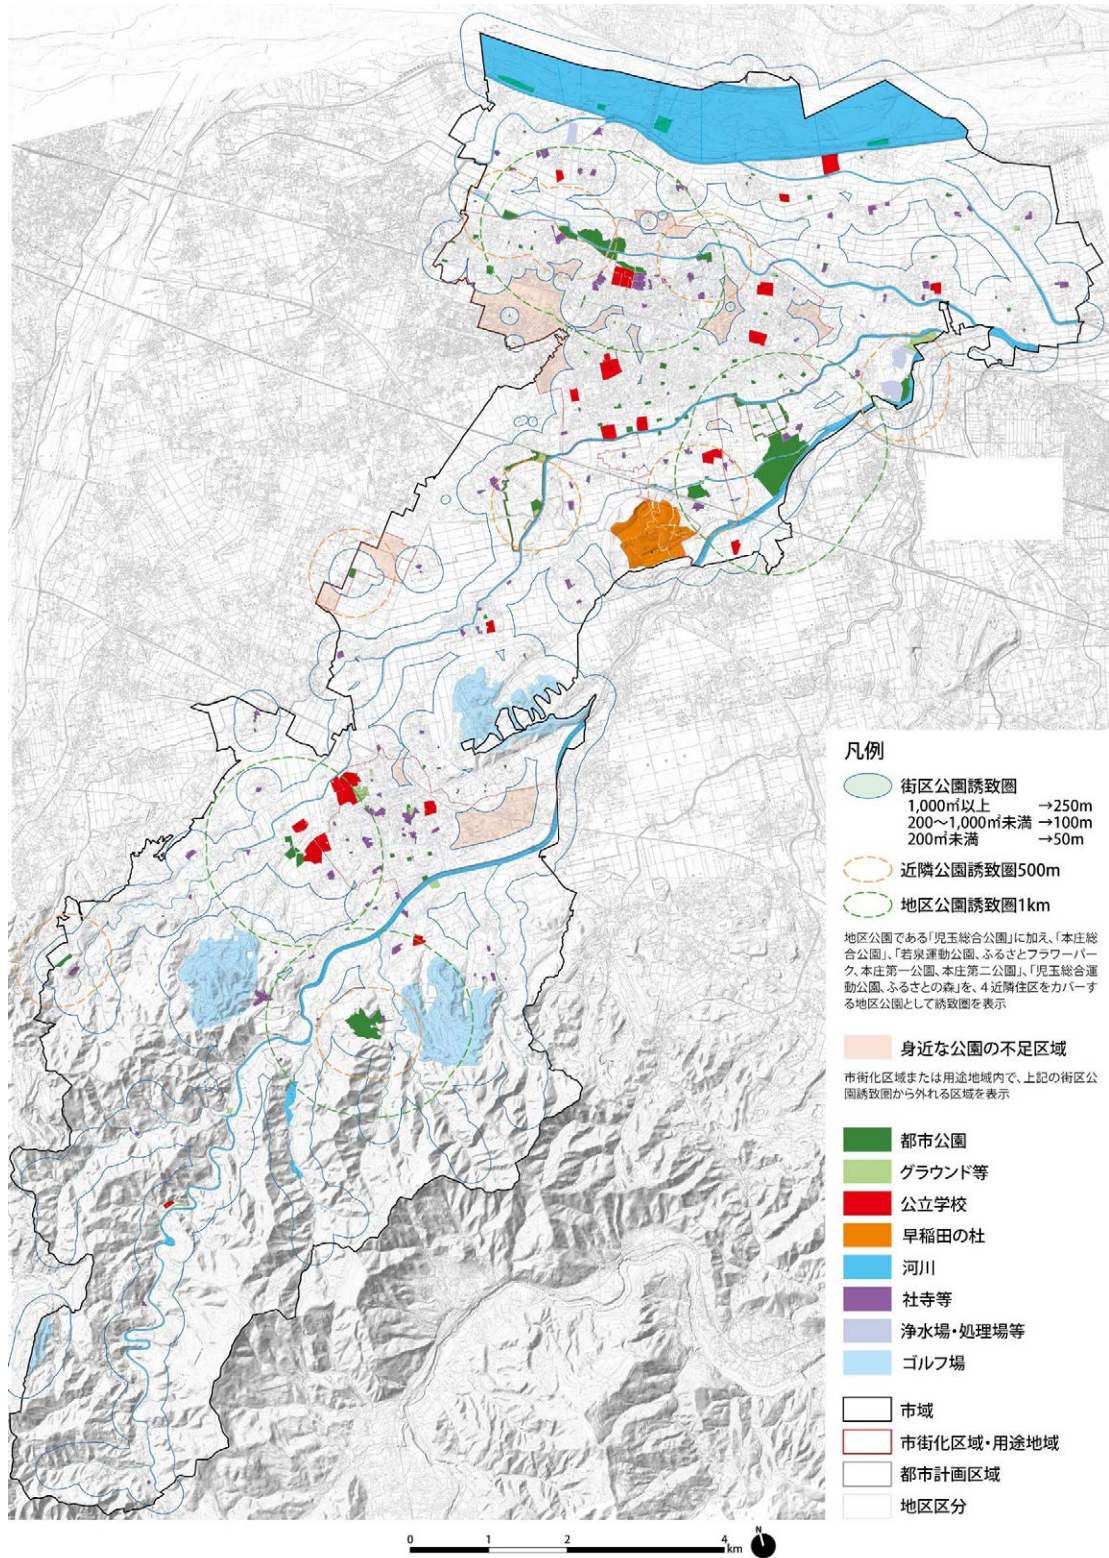 凡例
街区公園誘致圏
1,000㎡以上 →250m
200~1,000㎡未満 →100m
200㎡未満 →50m
近隣公園誘致圏500m
地区公園誘致圏1km
地区公園である「児玉総合公園」に加え、「本庄総
合公園」、「若泉運動公園、ふるさとフラワーパー
ク、本庄第一公園、本庄第二公園」、「児玉総合運
動公園、ふるさとの森」を、4近隣住区をカバーす
る地区公園として誘致圏を表示
身近な公園の不足区域
市街化区域または用途地域内で、上記の街区公
園誘致圏から外れる区域を表示
都市公園
グラウンド等
公立学校
早稲田の杜
河川
社寺等
浄水場・処理場等
ゴルフ場
市域
市街化区域・用途地域
都市計画区域
地区区分
0 1 2 4 km
N